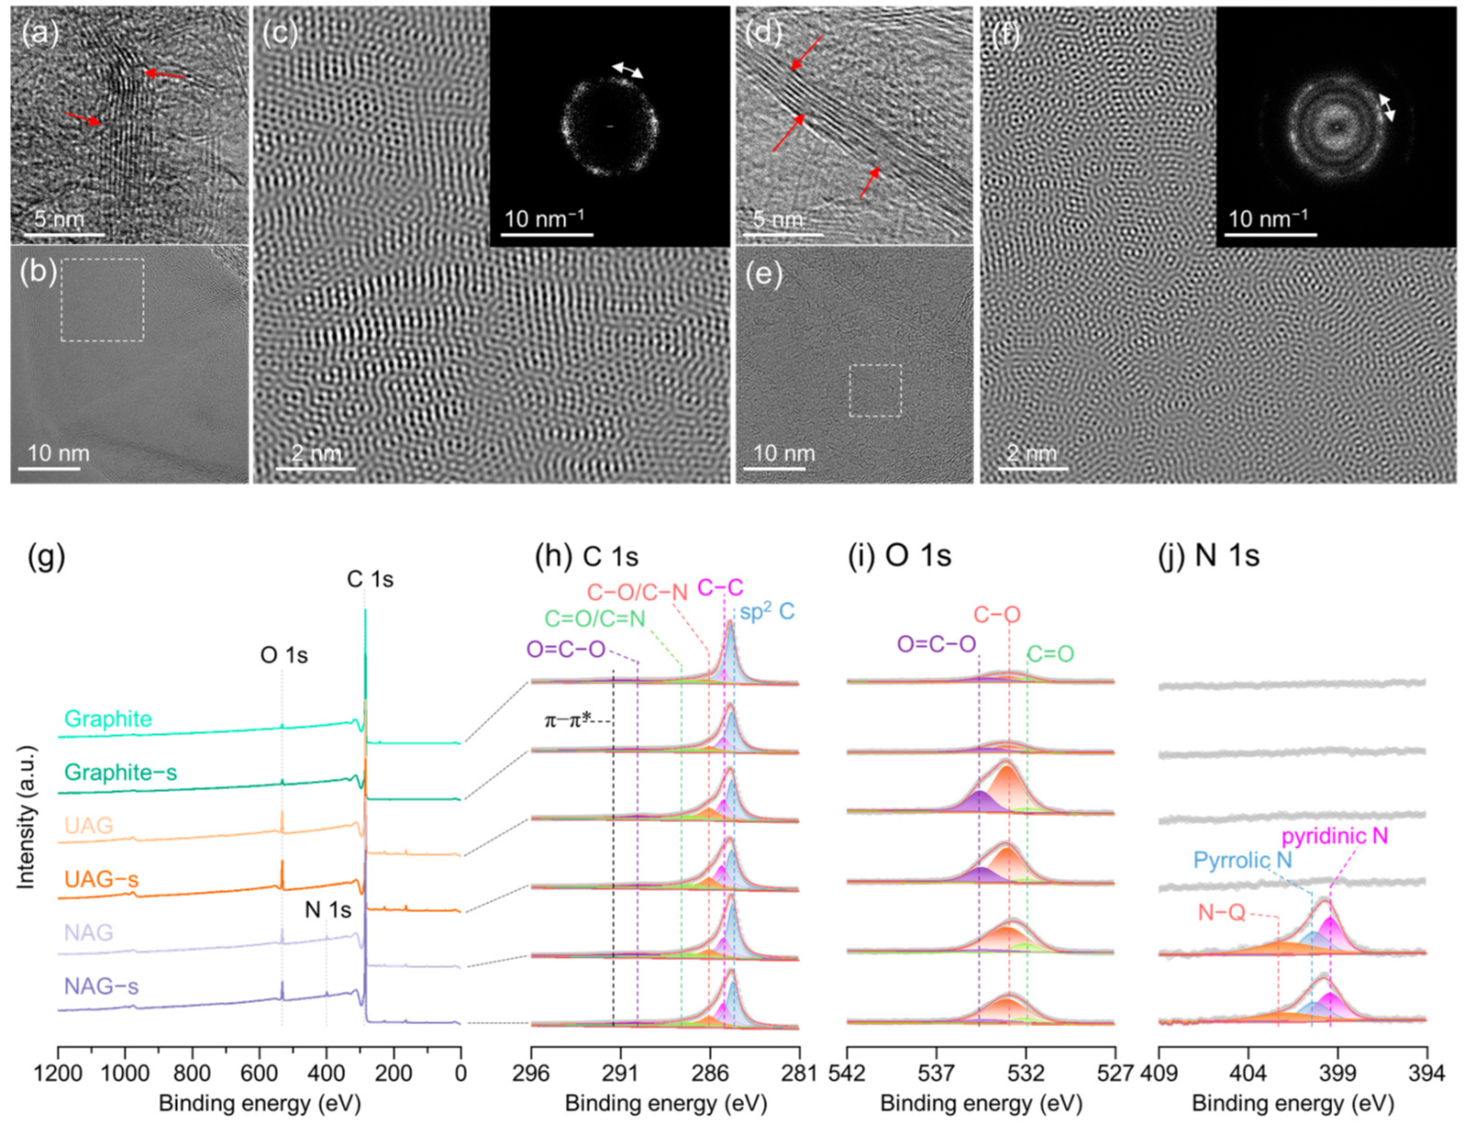 (a)
5 nm
(b)
10 nm
(c)
10 nm⁻¹
2 nm
(d)
5 nm
(e)
10 nm
(f)
10 nm⁻¹
2 nm
(g)
C 1s
O 1s
N 1s
Graphite
Graphite−s
UAG
UAG−s
NAG
NAG−s
Intensity (a.u.)
1200 1000 800 600 400 200 0
Binding energy (eV)
(h) C 1s
C−O/C−N
C−C
C=O/C=N
sp² C
O=C−O
π−π*
296 291 286 281
Binding energy (eV)
(i) O 1s
C−O
O=C−O
C=O
542 537 532 527
Binding energy (eV)
(j) N 1s
pyridinic N
Pyrrolic N
N−Q
409 404 399 394
Binding energy (eV)